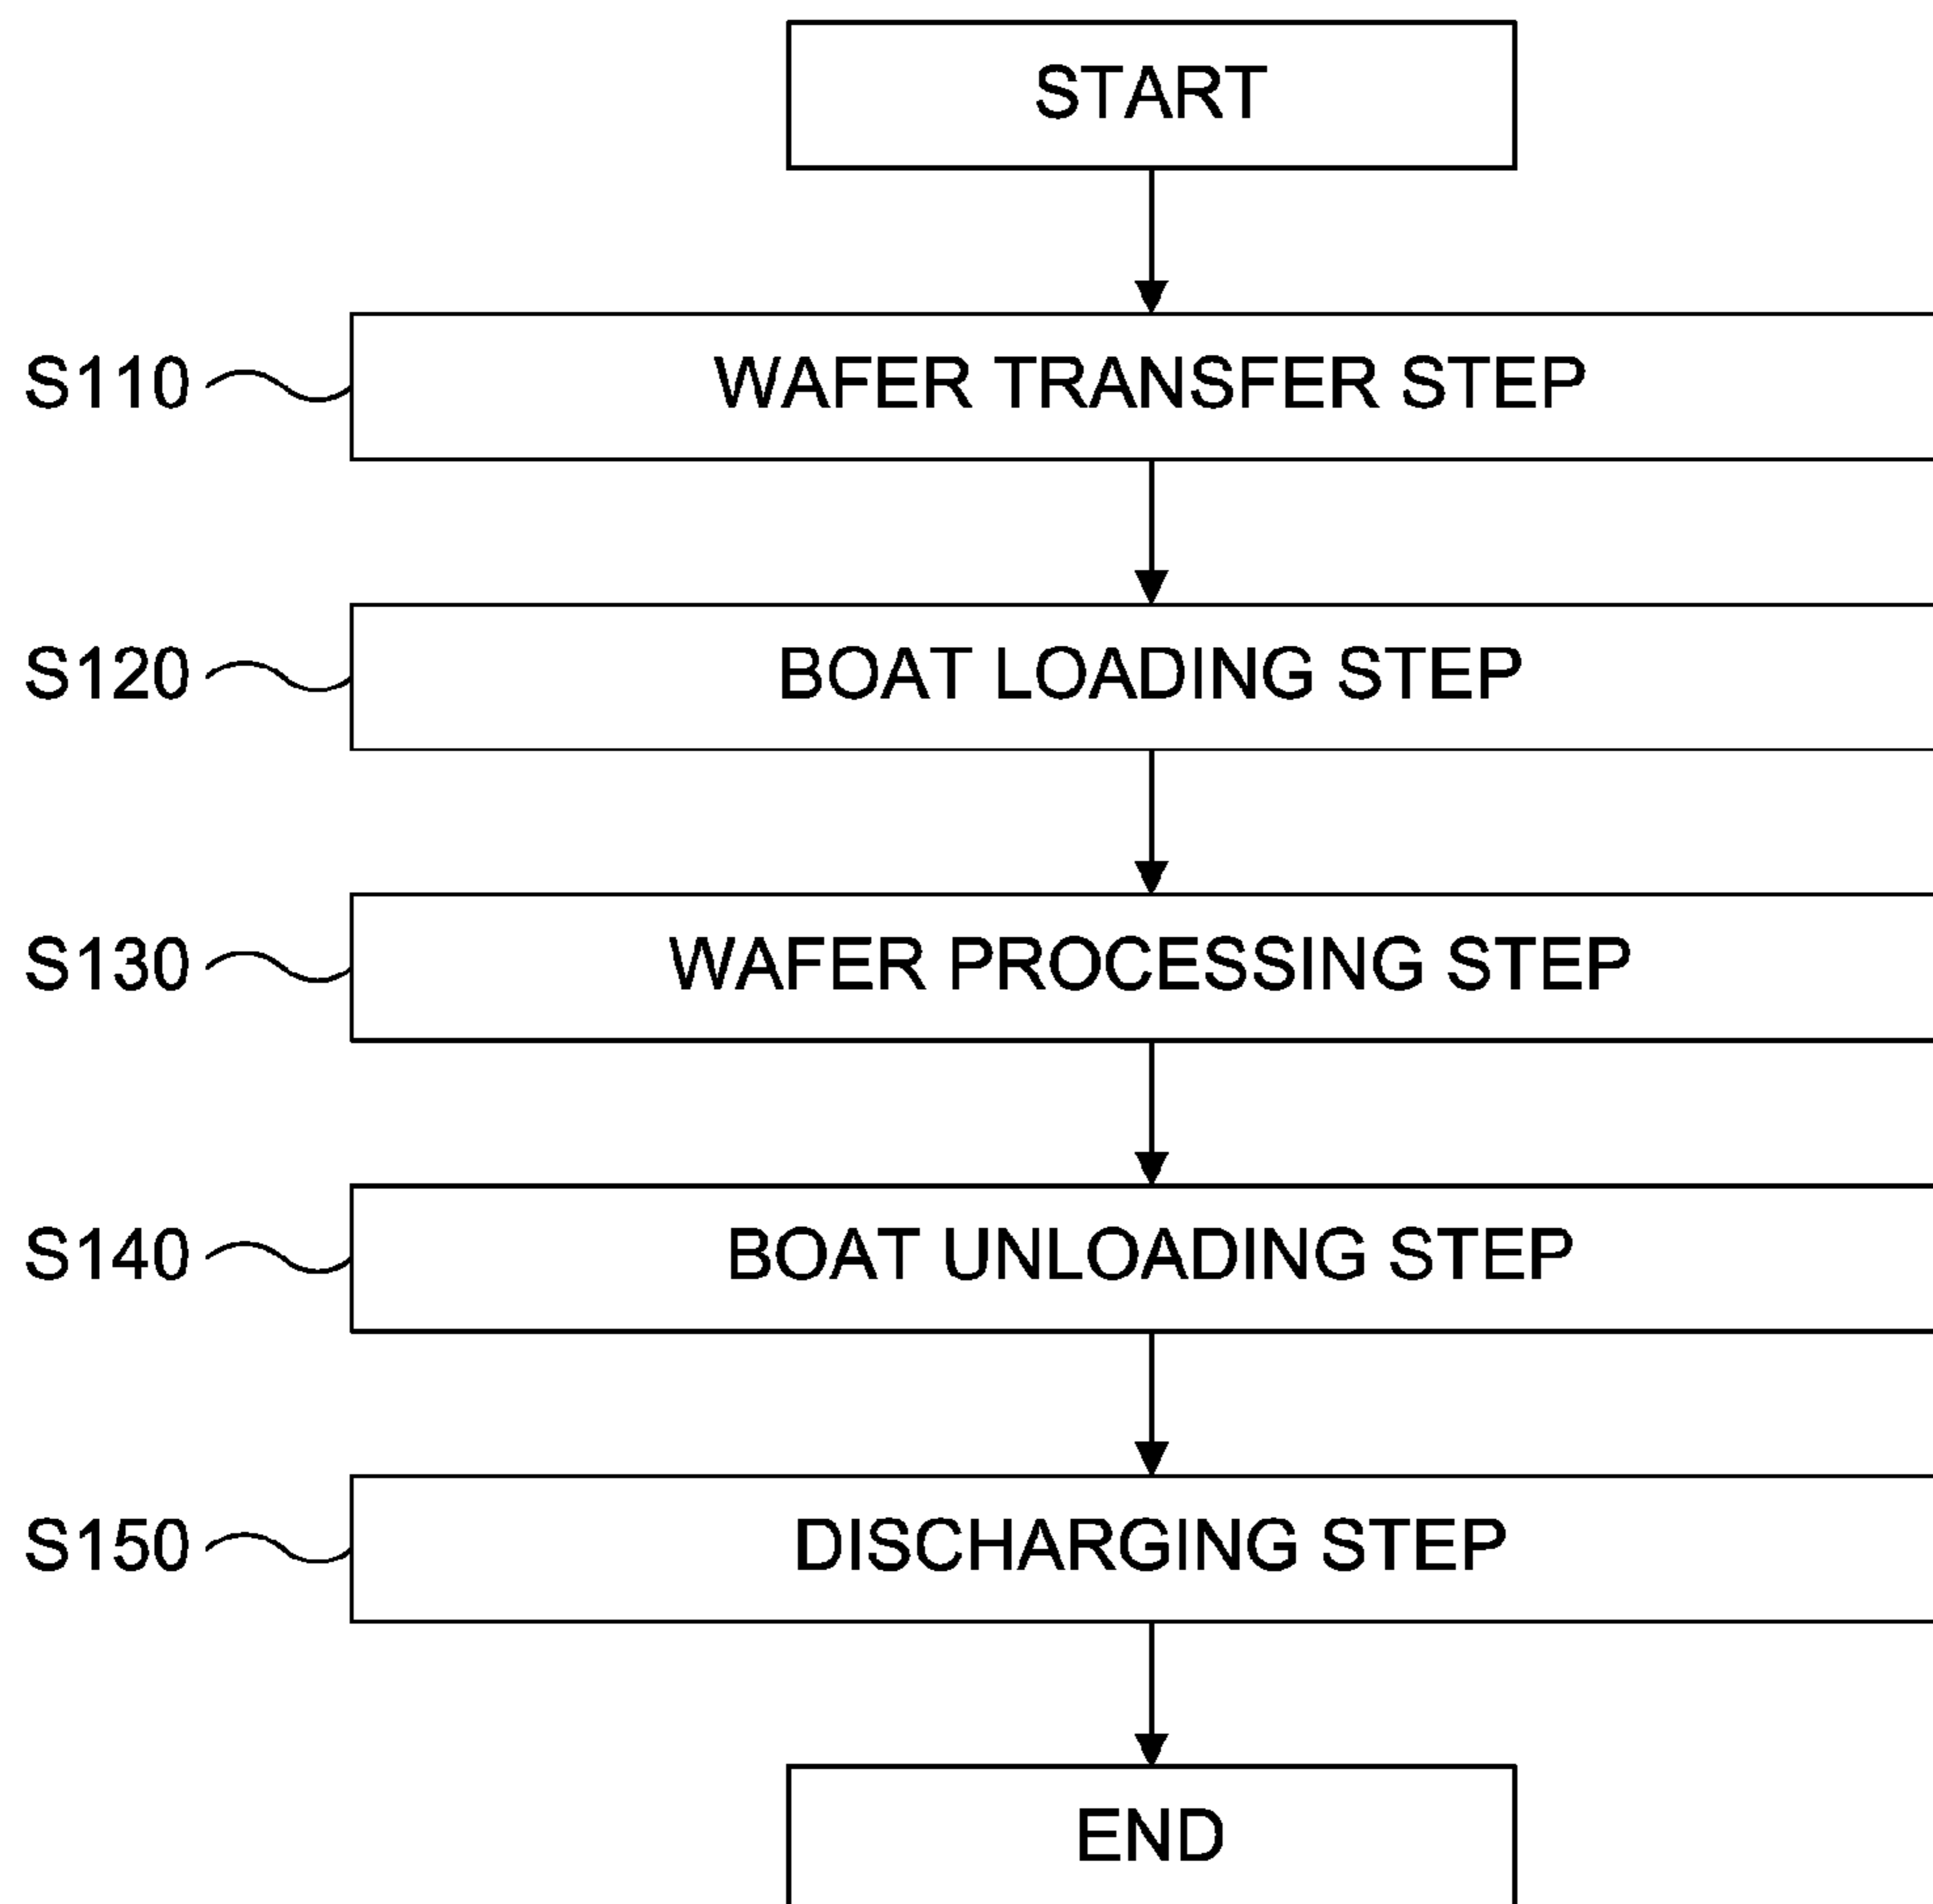 START
S110 WAFER TRANSFER STEP
S120 BOAT LOADING STEP
S130 WAFER PROCESSING STEP
S140 BOAT UNLOADING STEP
S150 DISCHARGING STEP
END